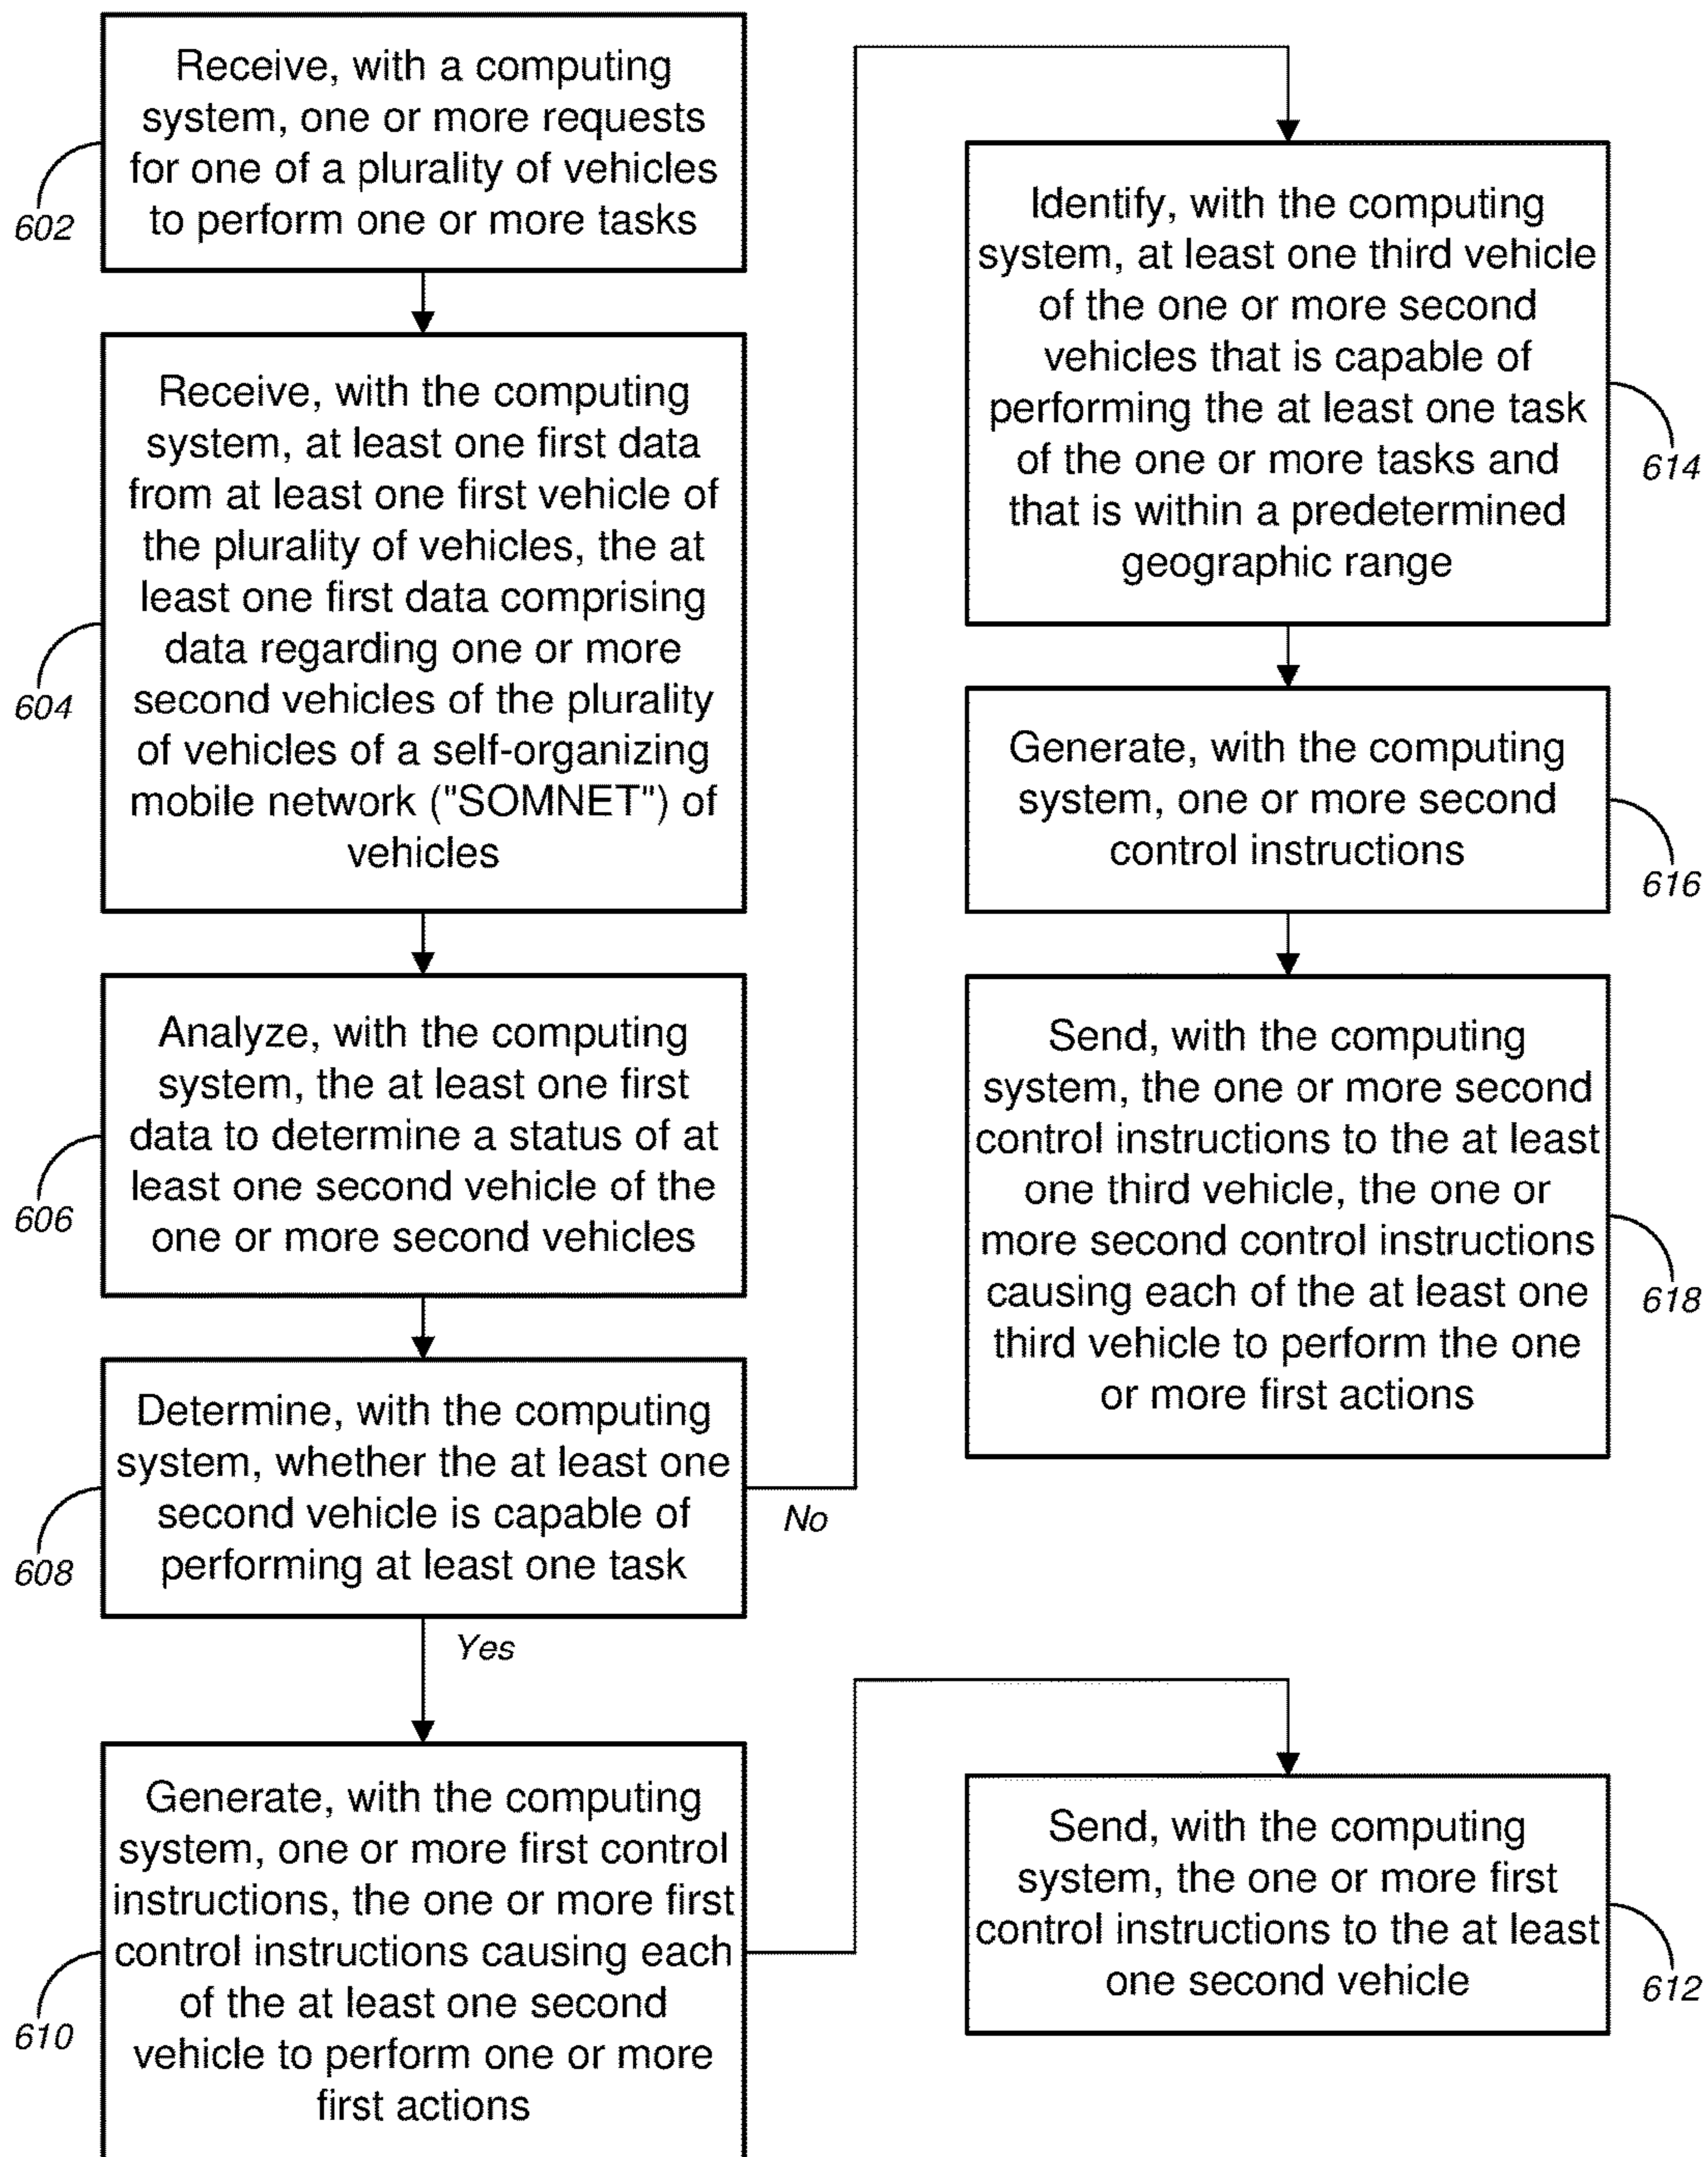 Receive, with a computing
system, one or more requests
for one of a plurality of vehicles
to perform one or more tasks
602
Receive, with the computing
system, at least one first data
from at least one first vehicle of
the plurality of vehicles, the at
least one first data comprising
data regarding one or more
second vehicles of the plurality
of vehicles of a self-organizing
mobile network ("SOMNET") of
vehicles
604
Analyze, with the computing
system, the at least one first
data to determine a status of at
least one second vehicle of the
one or more second vehicles
606
Determine, with the computing
system, whether the at least one
second vehicle is capable of
performing at least one task
608
No
Yes
Generate, with the computing
system, one or more first control
instructions, the one or more first
control instructions causing each
of the at least one second
vehicle to perform one or more
first actions
610
Send, with the computing
system, the one or more first
control instructions to the at least
one second vehicle
612
Identify, with the computing
system, at least one third vehicle
of the one or more second
vehicles that is capable of
performing the at least one task
of the one or more tasks and
that is within a predetermined
geographic range
614
Generate, with the computing
system, one or more second
control instructions
616
Send, with the computing
system, the one or more second
control instructions to the at least
one third vehicle, the one or
more second control instructions
causing each of the at least one
third vehicle to perform the one
or more first actions
618